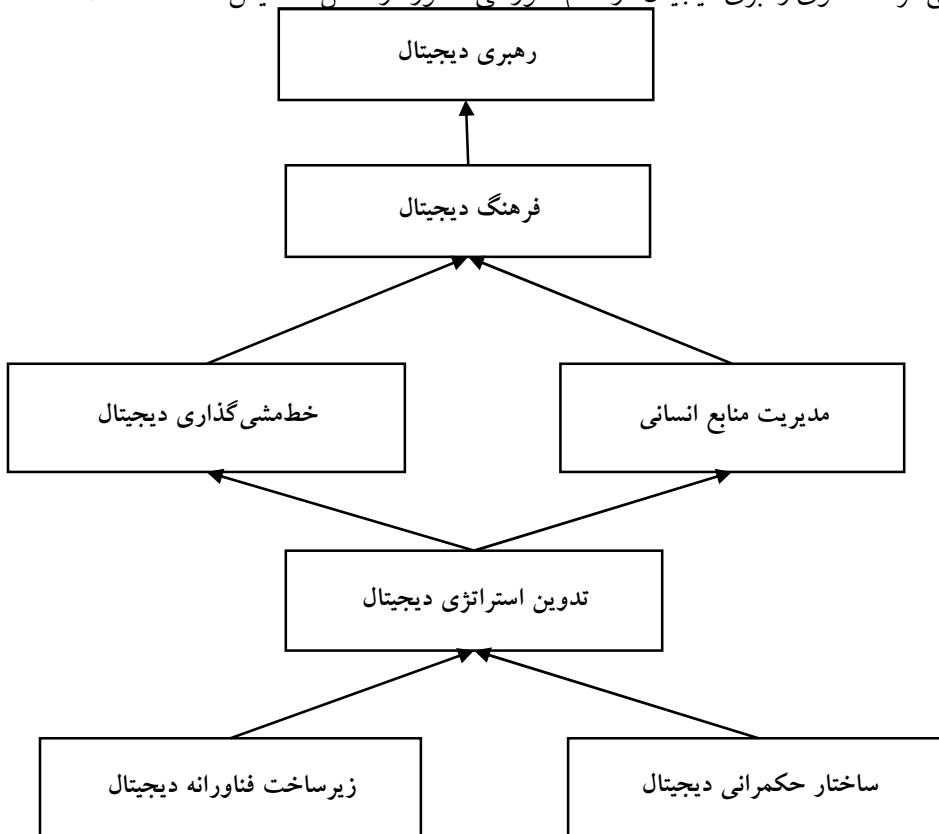 رهبری دیجیتال
فرهنگ دیجیتال
مدیریت منابع انسانی
خط‌مشی‌گذاری دیجیتال
تدوین استراتژی دیجیتال
ساختار حکمرانی دیجیتال
زیرساخت فناورانه دیجیتال